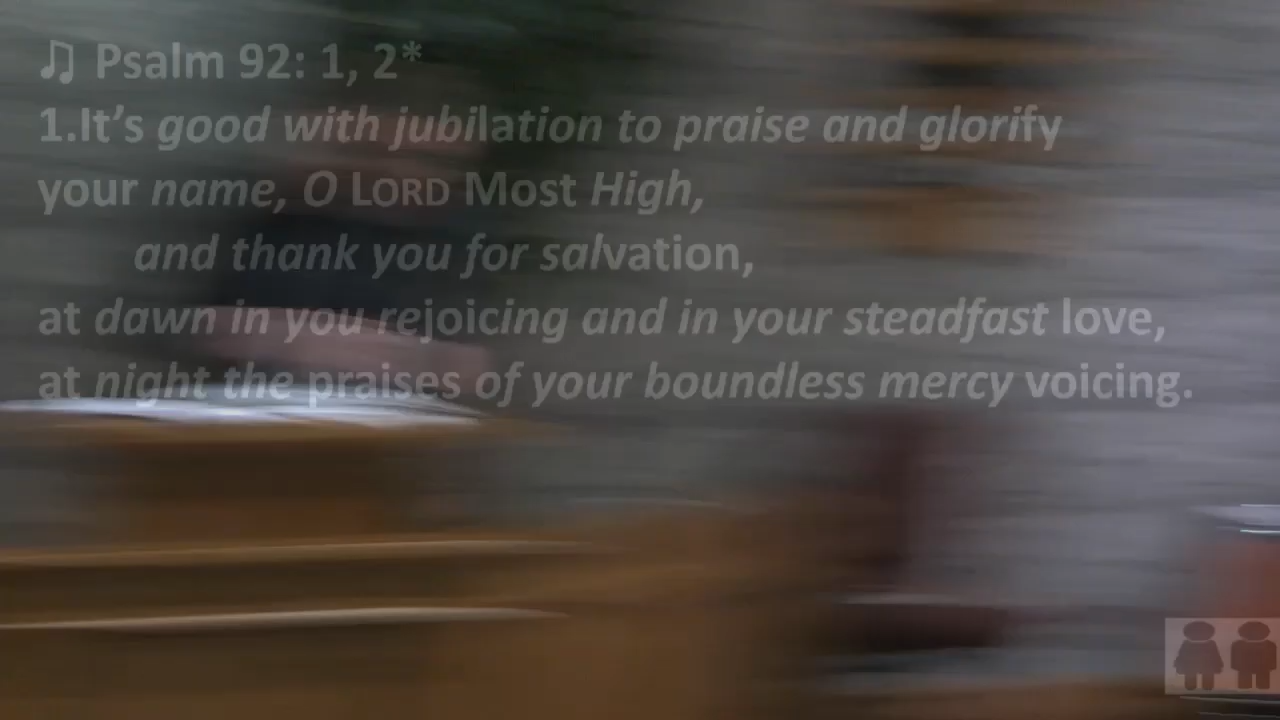 ♫ Psalm 92: 1, 2*
1.It’s good with jubilation to praise and glorify
your name, O LORD Most High,
and thank you for salvation,
at dawn in you rejoicing and in your steadfast love,
at night the praises of your boundless mercy voicing.